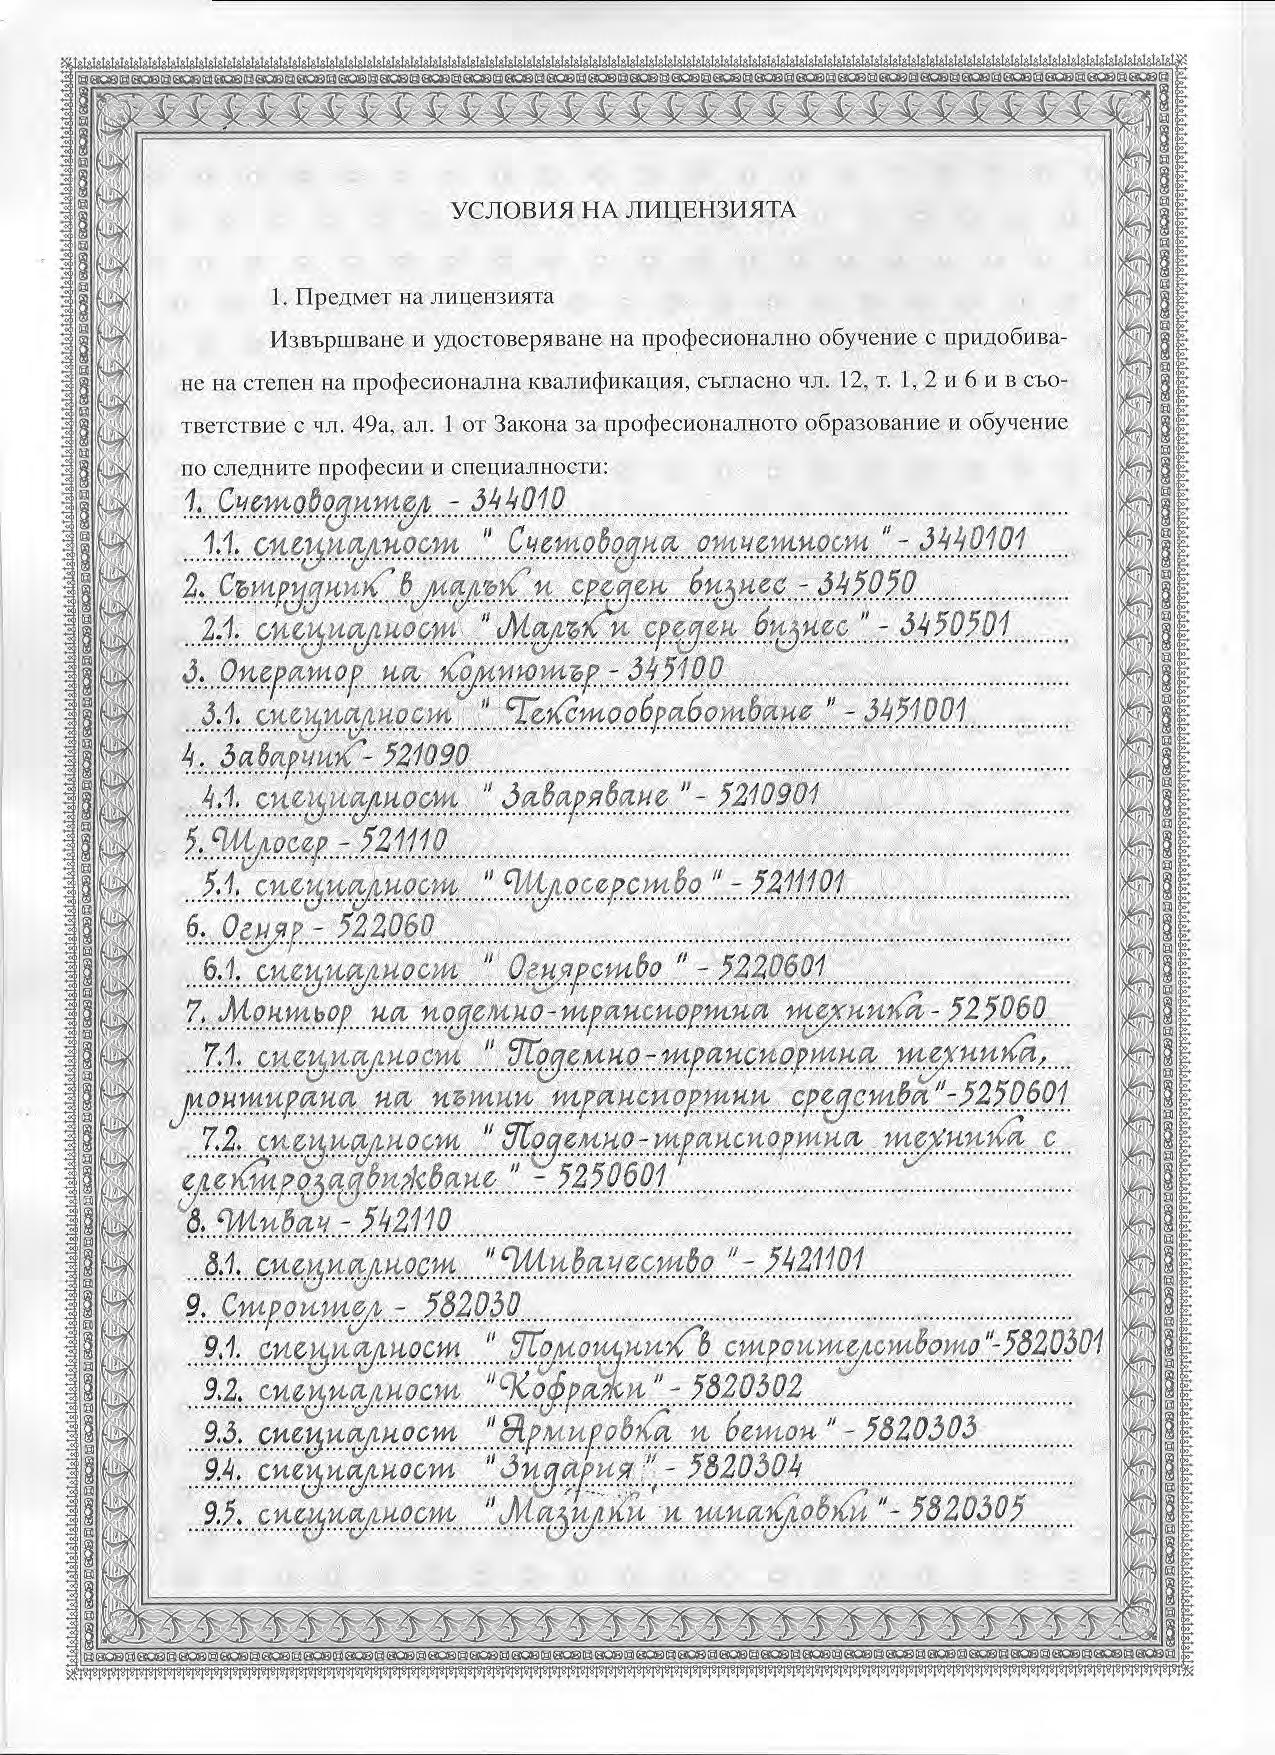 УСЛОВИЯ НА ЛИЦЕНЗИЯТА
1. Предмет на лицензията
Извършване и удостоверяване на професионално обучение с придобива-
не на степен на професионална квалификация, съгласно чл. 12, т. 1, 2 и 6 и в съо-
тветствие с чл. 49а, ал. 1 от Закона за професионалното образование и обучение
по следните професии и специалности:
1. Счетоводител - 344010
1.1. специалност " Счетоводна отчетност " - 3440101
2. Сътрудник в малък и среден бизнес - 345050
2.1. специалност "Малък и среден бизнес " - 3450501
3. Оператор на компютър - 345100
3.1. специалност " Текстообработване " - 3451001
4. Заварчик - 521090
4.1. специалност " Заваряване " - 5210901
5. Шлосер - 521110
5.1. специалност " Шлосерство " - 5211101
6. Огняр - 522060
6.1. специалност " Огнярство " - 5220601
7. Монтьор на подемно-транспортна техника - 525060
7.1. специалност " Подемно-транспортна техника,
монтирана на пътни транспортни средства"-5250601
7.2. специалност " Подемно-транспортна техника с
електрозадвижване " - 5250601
8. Шивач - 542110
8.1. специалност "Шивачество " - 5421101
9. Строител - 582030
9.1. специалност " Помощник в строителството"-5820301
9.2. специалност "Кофражи" - 5820302
9.3. специалност "Армировка и бетон " - 5820303
9.4. специалност "Зидария " - 5820304
9.5. специалност "Мазилки и шпакловки "- 5820305